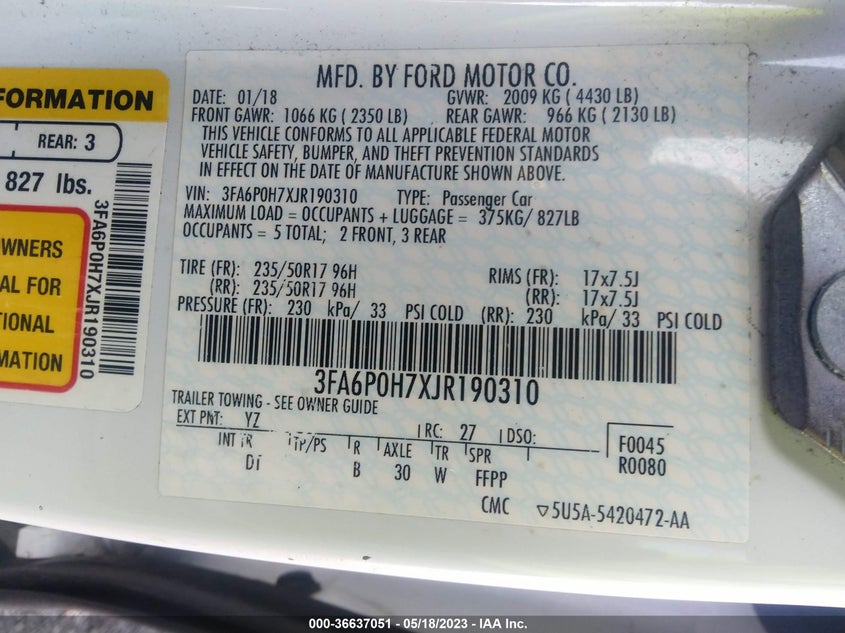 FORMATION
REAR: 3
827 lbs.
WNERS
AL FOR
TIONAL
MATION
3FA6P0H7XJR190310
MFD. BY FORD MOTOR CO.
DATE: 01/18 GVWR: 2009 KG ( 4430 LB)
FRONT GAWR: 1066 KG ( 2350 LB) REAR GAWR: 966 KG ( 2130 LB)
THIS VEHICLE CONFORMS TO ALL APPLICABLE FEDERAL MOTOR
VEHICLE SAFETY, BUMPER, AND THEFT PREVENTION STANDARDS
IN EFFECT ON THE DATE OF MANUFACTURE SHOWN ABOVE.
VIN: 3FA6P0H7XJR190310 TYPE: Passenger Car
MAXIMUM LOAD = OCCUPANTS + LUGGAGE = 375KG/ 827LB
OCCUPANTS = 5 TOTAL; 2 FRONT, 3 REAR
TIRE (FR): 235/50R17 96H RIMS (FR): 17x7.5J
(RR): 235/50R17 96H (RR): 17x7.5J
PRESSURE (FR): 230 kPa/ 33 PSI COLD (RR): 230 kPa/ 33 PSI COLD
3FA6P0H7XJR190310
TRAILER TOWING - SEE OWNER GUIDE
EXT PNT: YZ RC: 27 DSO: F0045
INT TR TP/PS R AXLE TR SPR R0080
B 30 W FFPP
CMC ▽5U5A-5420472-AA
000-36637051 - 05/18/2023 - IAA Inc.